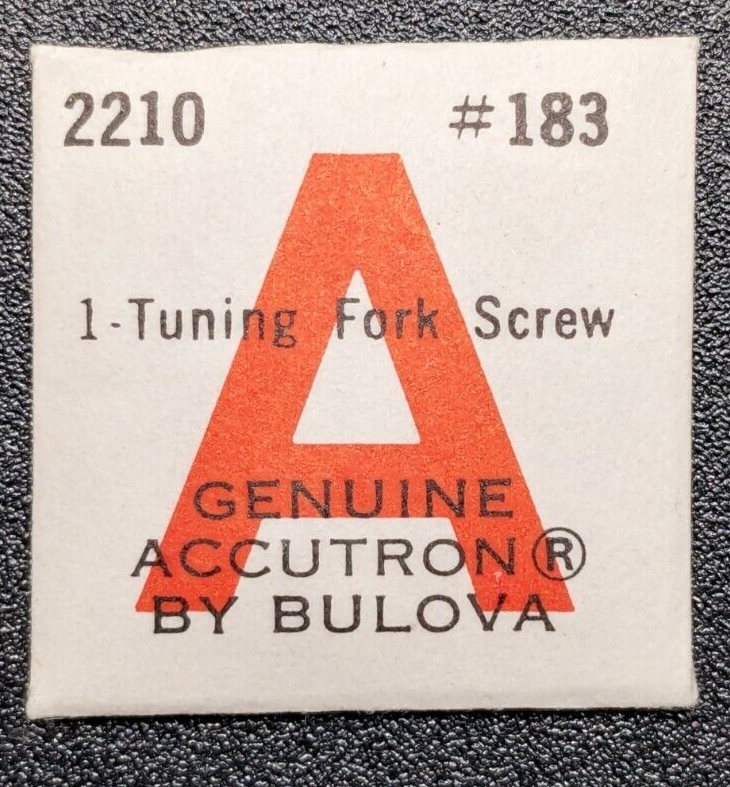 2210 #183
1-Tuning Fork Screw
A
GENUINE
ACCUTRON®
BY BULOVA